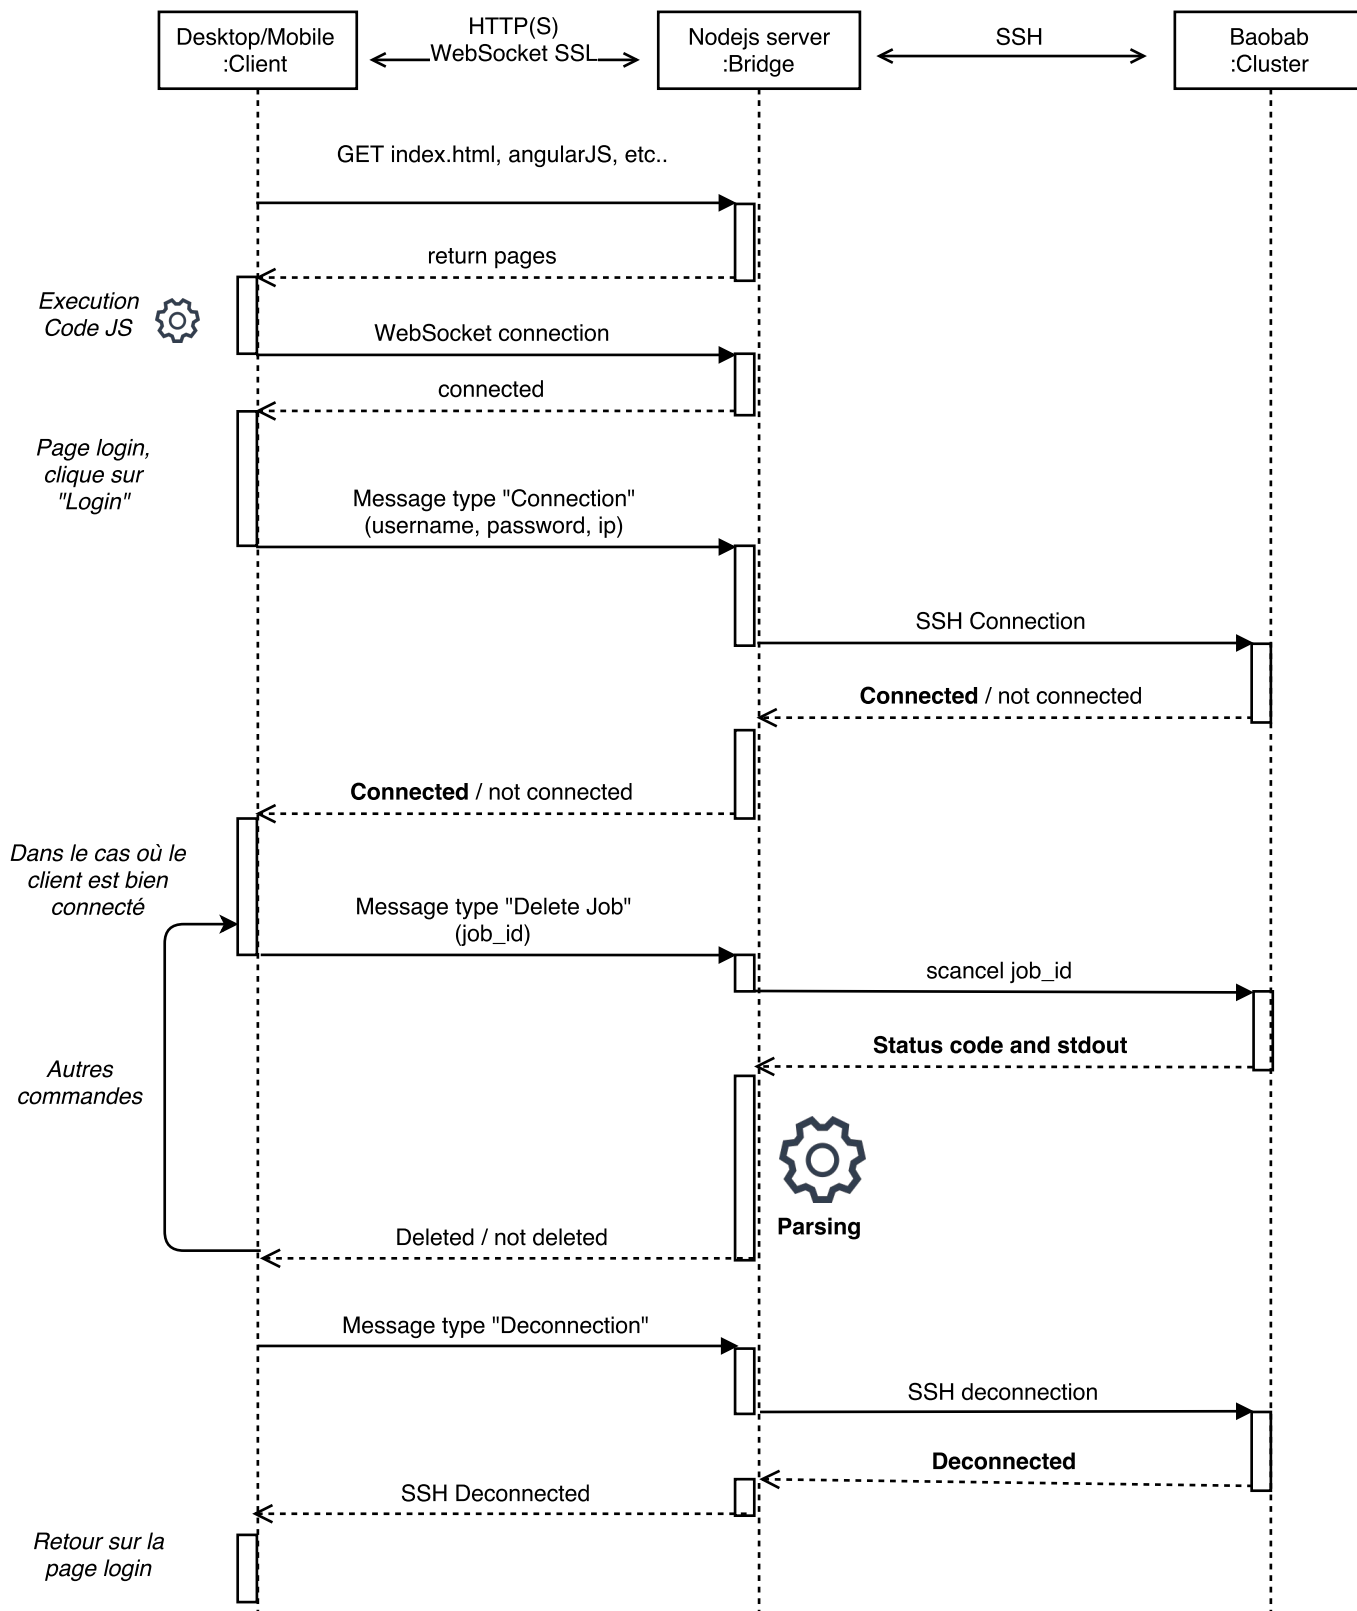 Desktop/Mobile
:Client
HTTP(S)
WebSocket SSL
Nodejs server
:Bridge
SSH
Baobab
:Cluster
GET index.html, angularJS, etc..
return pages
Execution
Code JS
WebSocket connection
connected
Page login,
clique sur
"Login"
Message type "Connection"
(username, password, ip)
SSH Connection
Connected / not connected
Connected / not connected
Dans le cas où le
client est bien
connecté
Message type "Delete Job"
(job_id)
scancel job_id
Status code and stdout
Autres
commandes
Parsing
Deleted / not deleted
Message type "Deconnection"
SSH deconnection
Deconnected
SSH Deconnected
Retour sur la
page login